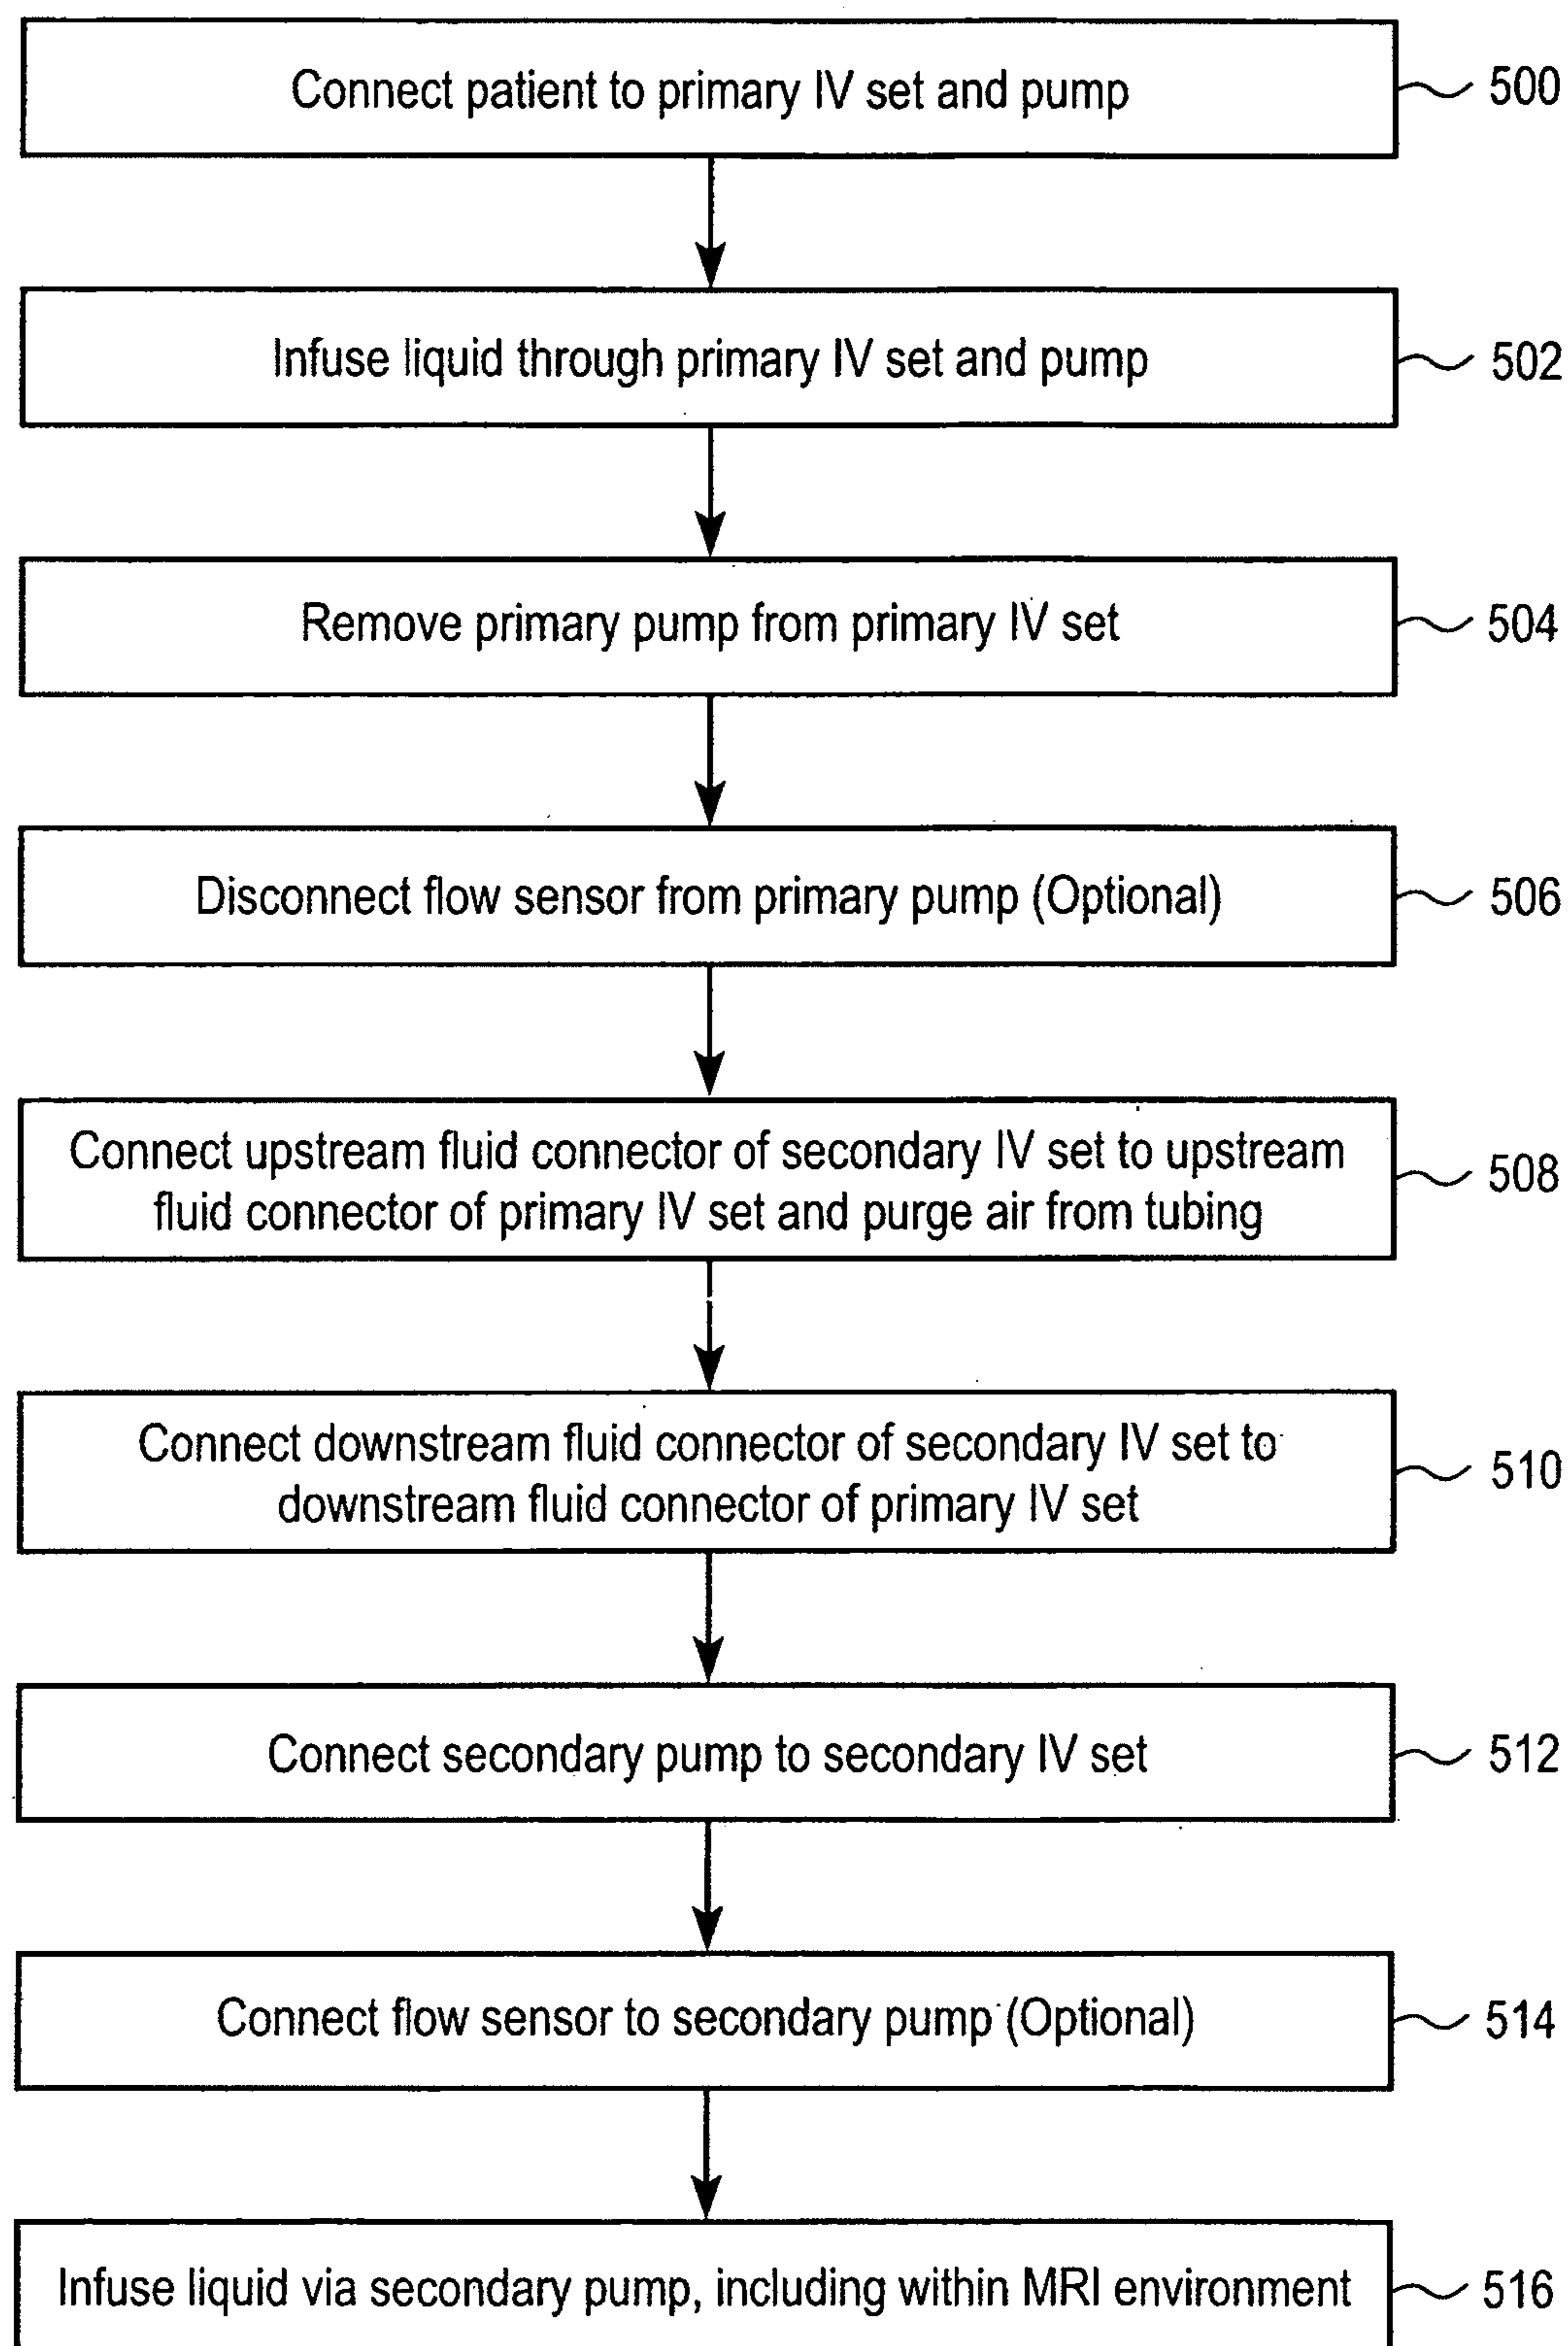 Connect patient to primary IV set and pump
500
Infuse liquid through primary IV set and pump
502
Remove primary pump from primary IV set
504
Disconnect flow sensor from primary pump (Optional)
506
Connect upstream fluid connector of secondary IV set to upstream
fluid connector of primary IV set and purge air from tubing
508
Connect downstream fluid connector of secondary IV set to
downstream fluid connector of primary IV set
510
Connect secondary pump to secondary IV set
512
Connect flow sensor to secondary pump (Optional)
514
Infuse liquid via secondary pump, including within MRI environment
516